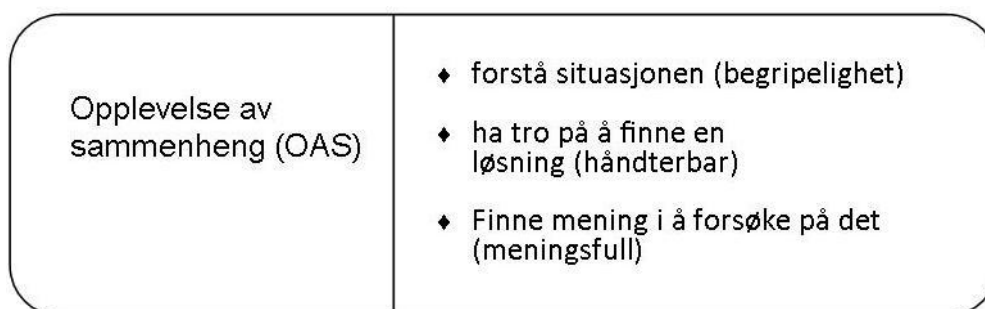 Opplevelse av
sammenheng (OAS)
♦ forstå situasjonen (begripelighet)
♦ ha tro på å finne en
løsning (håndterbar)
♦ Finne mening i å forsøke på det
(meningsfull)